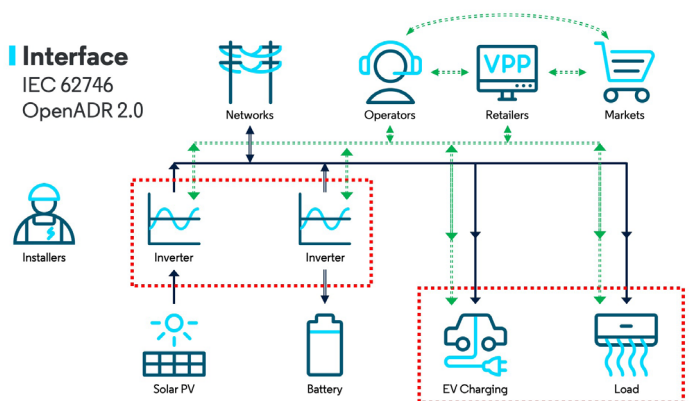 Interface
IEC 62746
OpenADR 2.0
Networks
Operators
VPP
Retailers
Markets
Installers
Inverter
Inverter
Solar PV
Battery
EV Charging
Load